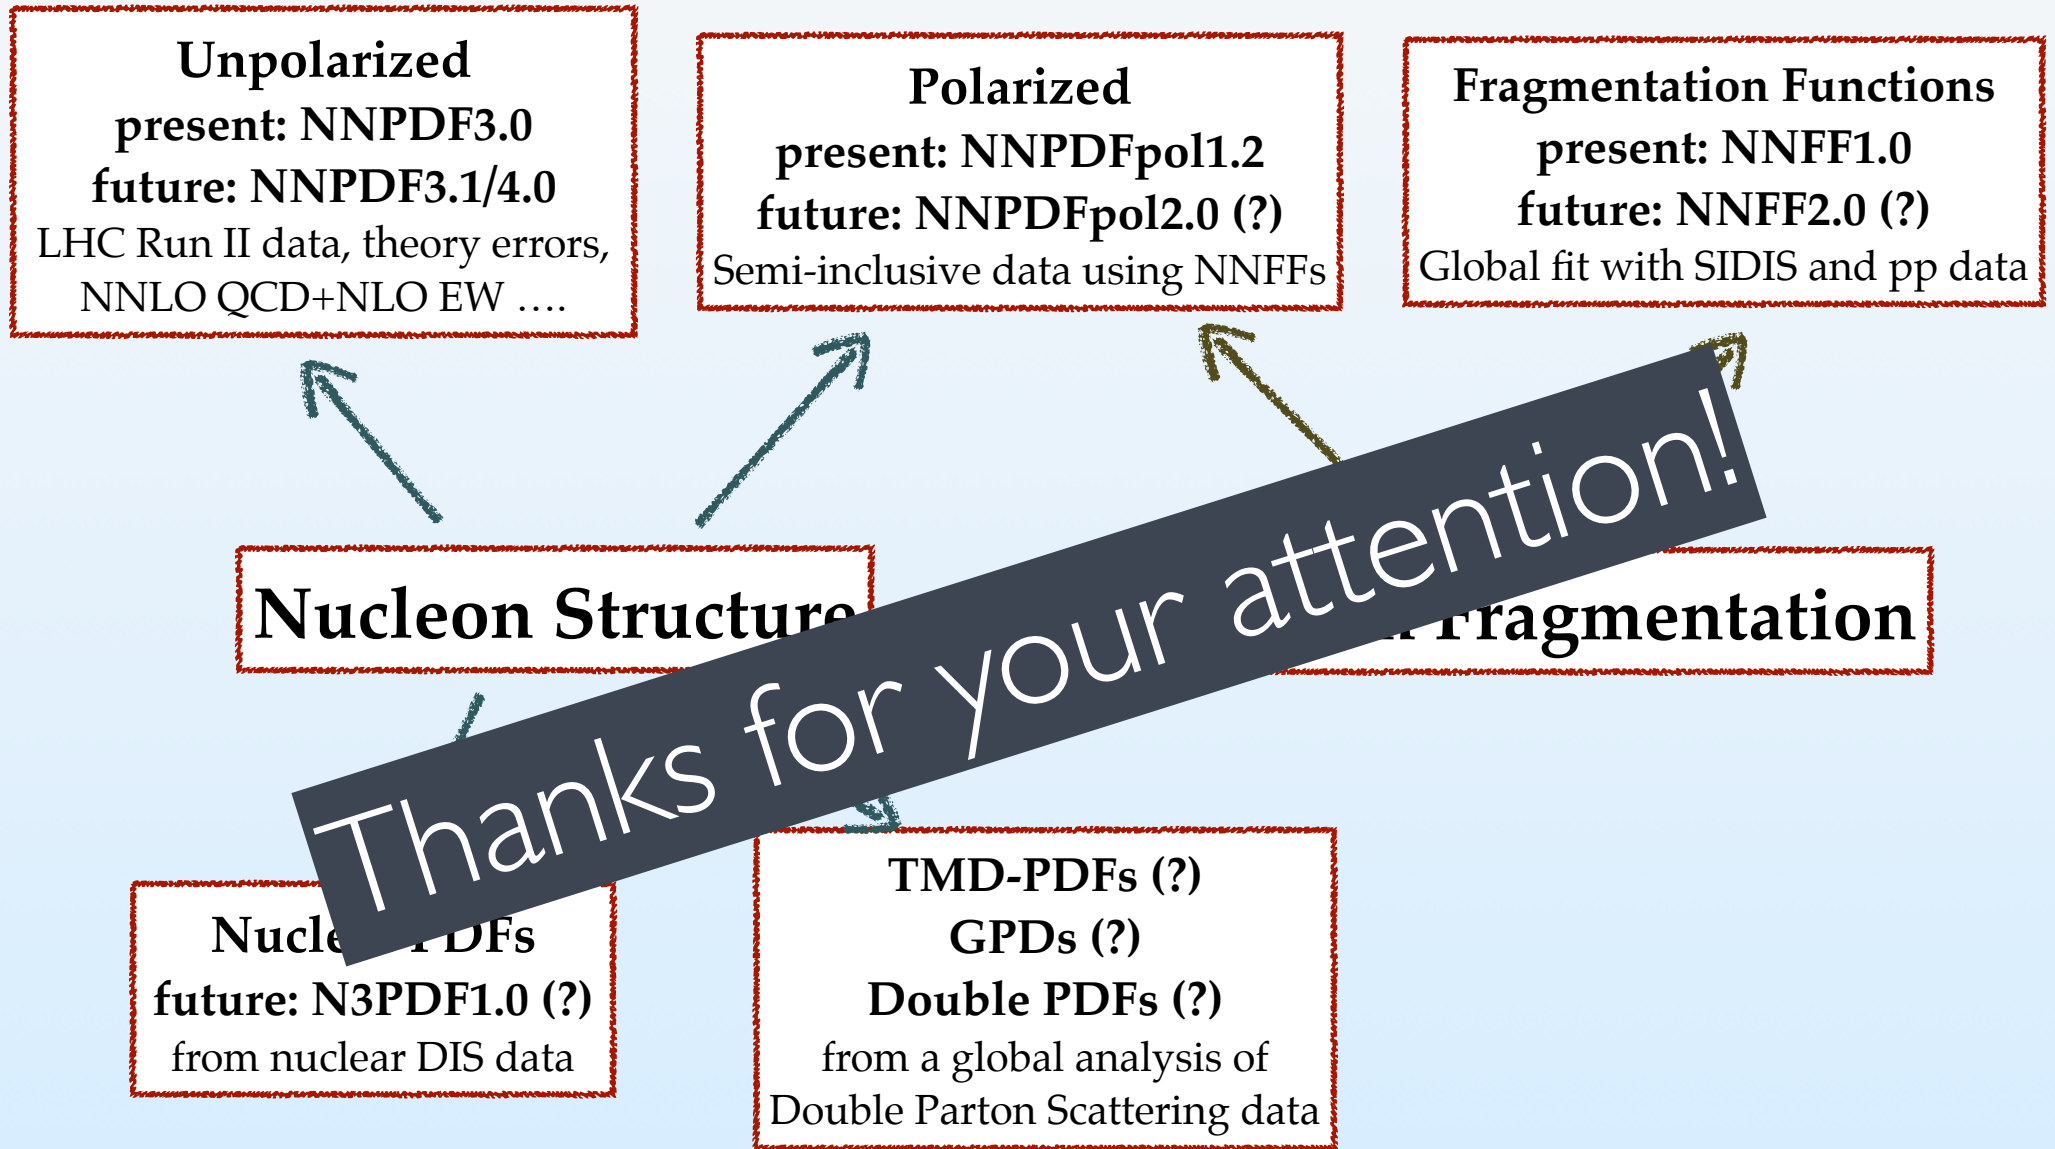 Unpolarized
present: NNPDF3.0
future: NNPDF3.1/4.0
LHC Run II data, theory errors,
NNLO QCD+NLO EW ....
Polarized
present: NNPDFpol1.2
future: NNPDFpol2.0 (?)
Semi-inclusive data using NNFFs
Fragmentation Functions
present: NNFF1.0
future: NNFF2.0 (?)
Global fit with SIDIS and pp data
Nucleon Structure
Fragmentation
Thanks for your attention!
PDFs
future: N3PDF1.0 (?)
from nuclear DIS data
TMD-PDFs (?)
GPDs (?)
Double PDFs (?)
from a global analysis of
Double Parton Scattering data